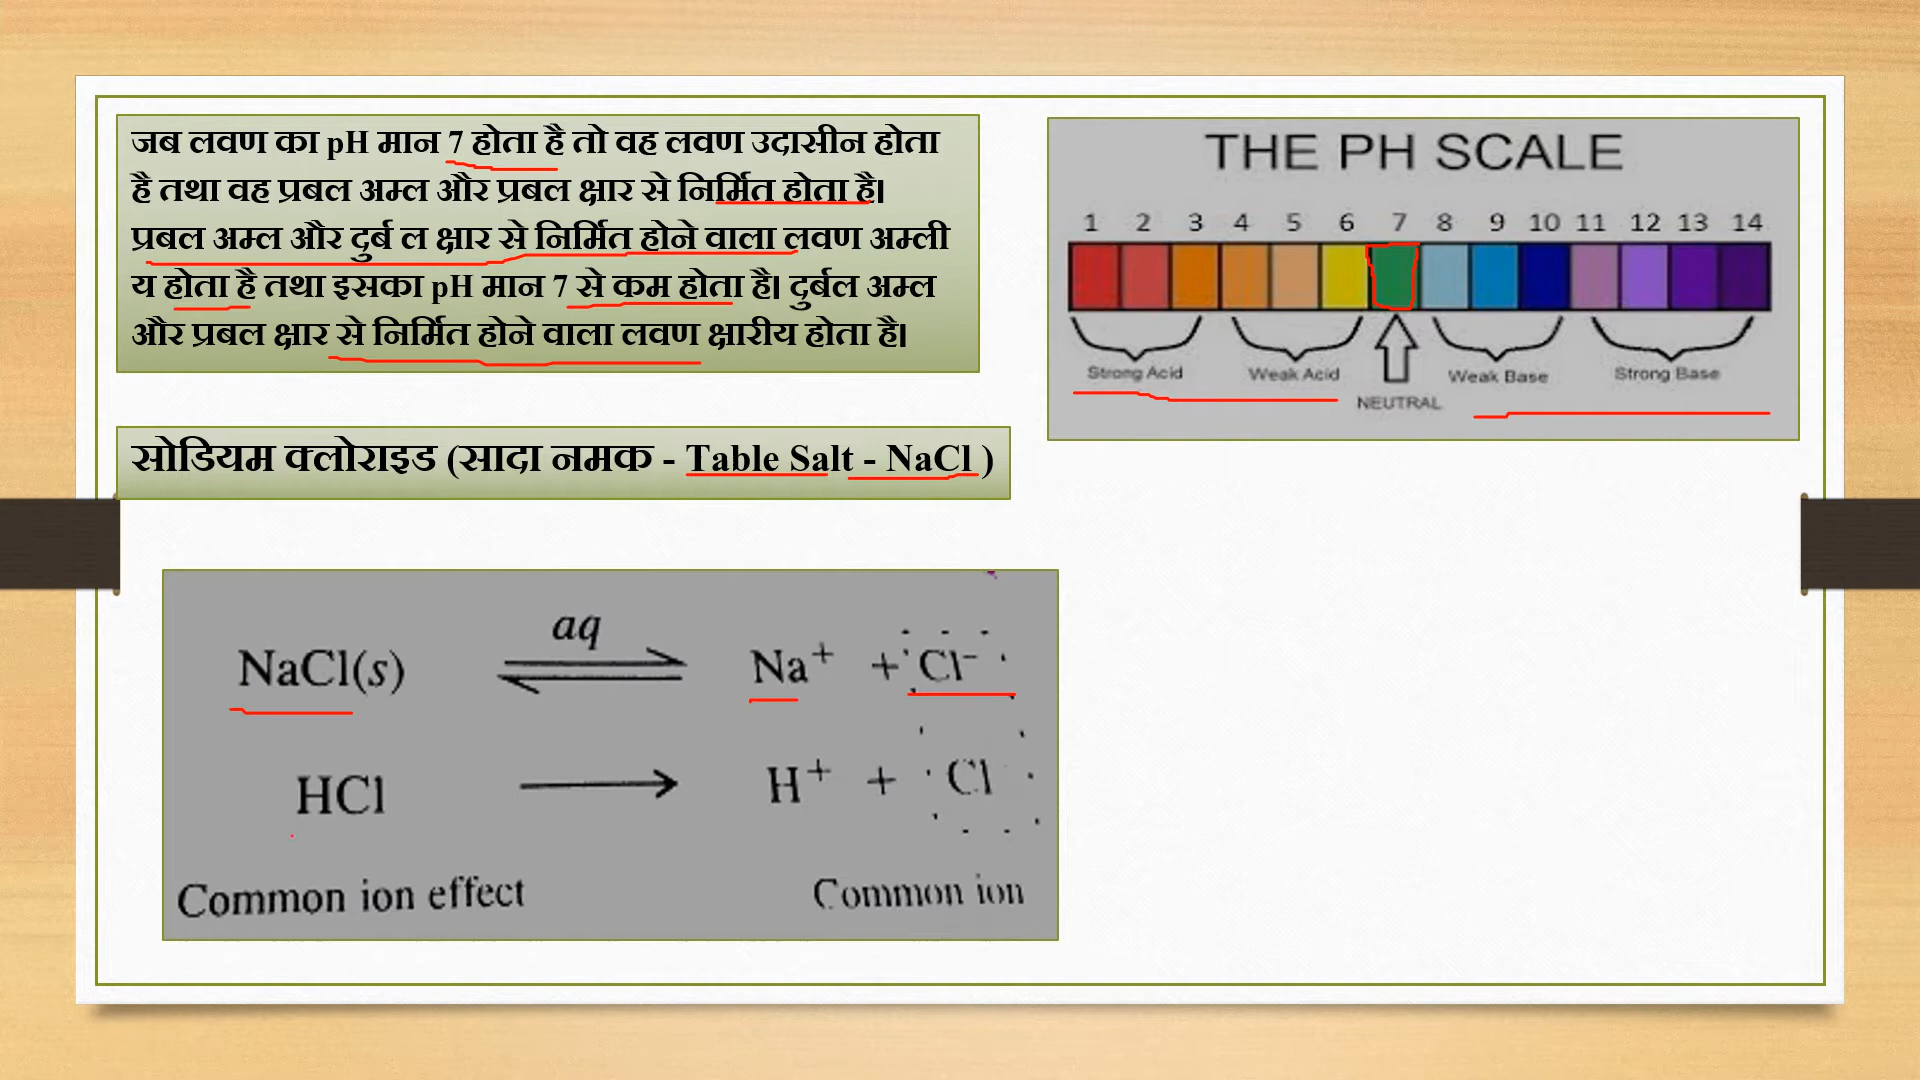 जब लवण का pH मान 7 होता है तो वह लवण उदासीन होता
है तथा वह प्रबल अम्ल और प्रबल क्षार से निर्मित होता है।
प्रबल अम्ल और दुर्ब ल क्षार से निर्मित होने वाला लवण अम्ली
य होता है तथा इसका pH मान 7 से कम होता है। दुर्बल अम्ल
और प्रबल क्षार से निर्मित होने वाला लवण क्षारीय होता है।
THE PH SCALE
1 2 3 4 5 6 7 8 9 10 11 12 13 14
Strong Acid Weak Acid Weak Base Strong Base
NEUTRAL
सोडियम क्लोराइड (सादा नमक - Table Salt - NaCl )
aq
NaCl(s) ⇌ Na⁺ + Cl⁻
HCl → H⁺ + Cl
Common ion effect Common ion